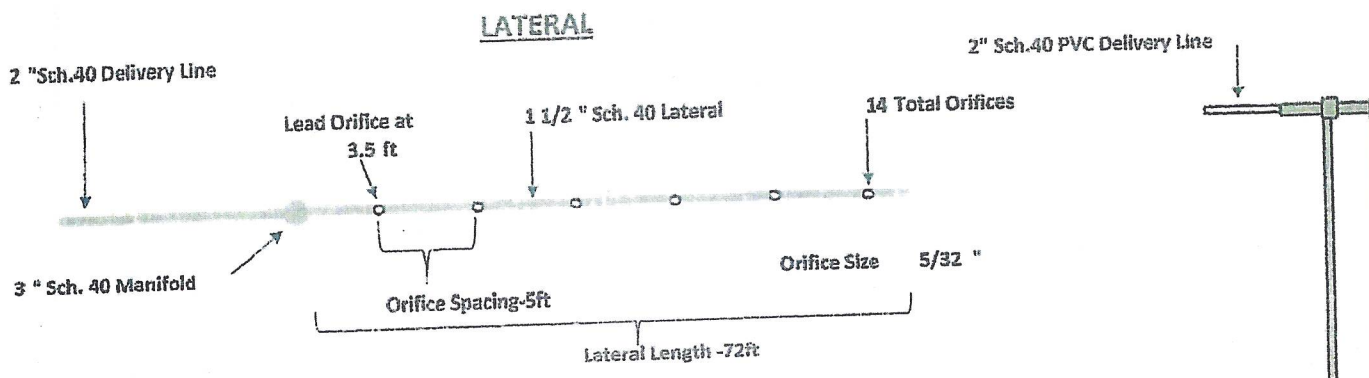 LATERAL
2 "Sch.40 Delivery Line
2" Sch.40 PVC Delivery Line
Lead Orifice at
3.5 ft
1 1/2 " Sch. 40 Lateral
14 Total Orifices
3 " Sch. 40 Manifold
Orifice Spacing-5ft
Orifice Size 5/32 "
Lateral Length -72ft